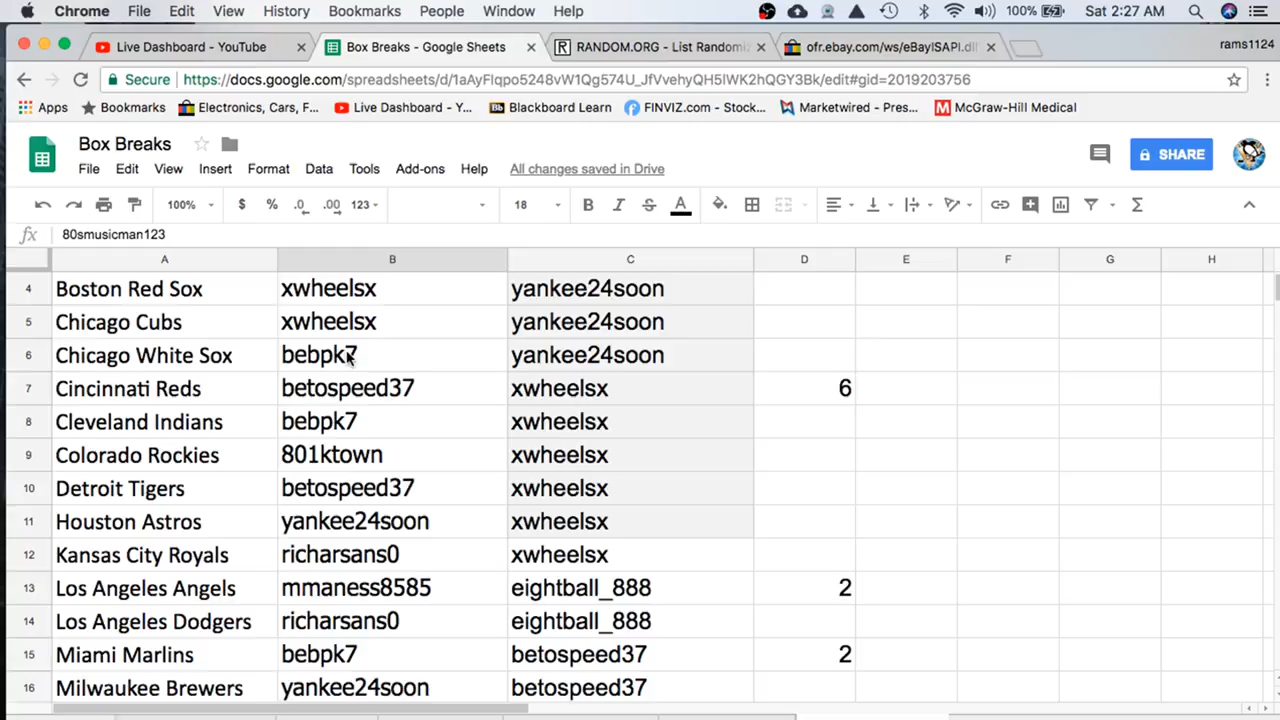 Chrome File Edit View History Bookmarks People Window Help 100% Sat 2:27 AM
Live Dashboard - YouTube Box Breaks - Google Sheets RANDOM.ORG - List Randomiz ofr.ebay.com/ws/eBayISAPI.dll rams1124
Secure https://docs.google.com/spreadsheets/d/1aAyFlqpo5248vW1Qg574U_JfVvehyQH5lWK2hQGY3Bk/edit#gid=2019203756
Apps Bookmarks Electronics, Cars, F... Live Dashboard - Y... Bb Blackboard Learn FINVIZ.com - Stock... Marketwired - Pres... M McGraw-Hill Medical
Box Breaks
File Edit View Insert Format Data Tools Add-ons Help All changes saved in Drive SHARE
100% $ % .0 .00 123 18 B I S A Σ
fx 80smusicman123
A B C D E F G H
4 Boston Red Sox xwheelsx yankee24soon
5 Chicago Cubs xwheelsx yankee24soon
6 Chicago White Sox bebpk7 yankee24soon
7 Cincinnati Reds betospeed37 xwheelsx 6
8 Cleveland Indians bebpk7 xwheelsx
9 Colorado Rockies 801ktown xwheelsx
10 Detroit Tigers betospeed37 xwheelsx
11 Houston Astros yankee24soon xwheelsx
12 Kansas City Royals richarsans0 xwheelsx
13 Los Angeles Angels mmaness8585 eightball_888 2
14 Los Angeles Dodgers richarsans0 eightball_888
15 Miami Marlins bebpk7 betospeed37 2
16 Milwaukee Brewers yankee24soon betospeed37